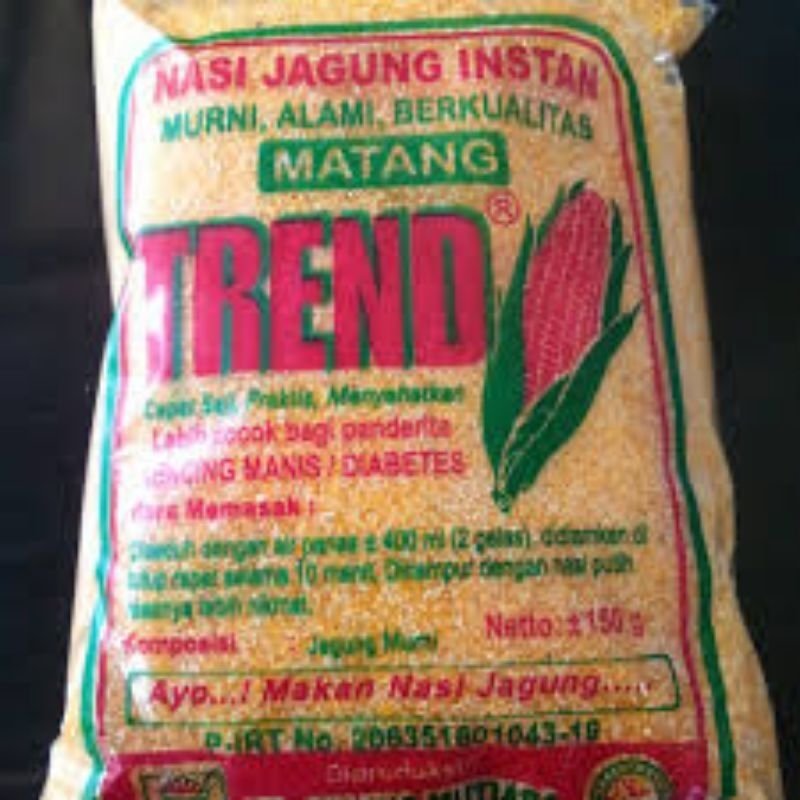 NASI JAGUNG INSTAN
MURNI, ALAMI, BERKUALITAS
MATANG
TREND®
Cepat Saji, Praktis, Menyehatkan
Lebih cocok bagi penderita
KENCING MANIS / DIABETES
Cara Memasak :
Diseduh dengan air panas ± 400 ml (2 gelas), didiamkan di
tutup rapat selama 10 menit. Dicampur dengan nasi putih
rasanya lebih nikmat.
Komposisi : Jagung Murni
Netto : ± 150 g
Ayo...! Makan Nasi Jagung.....
P-IRT No. 206351601043-19
Diproduksi